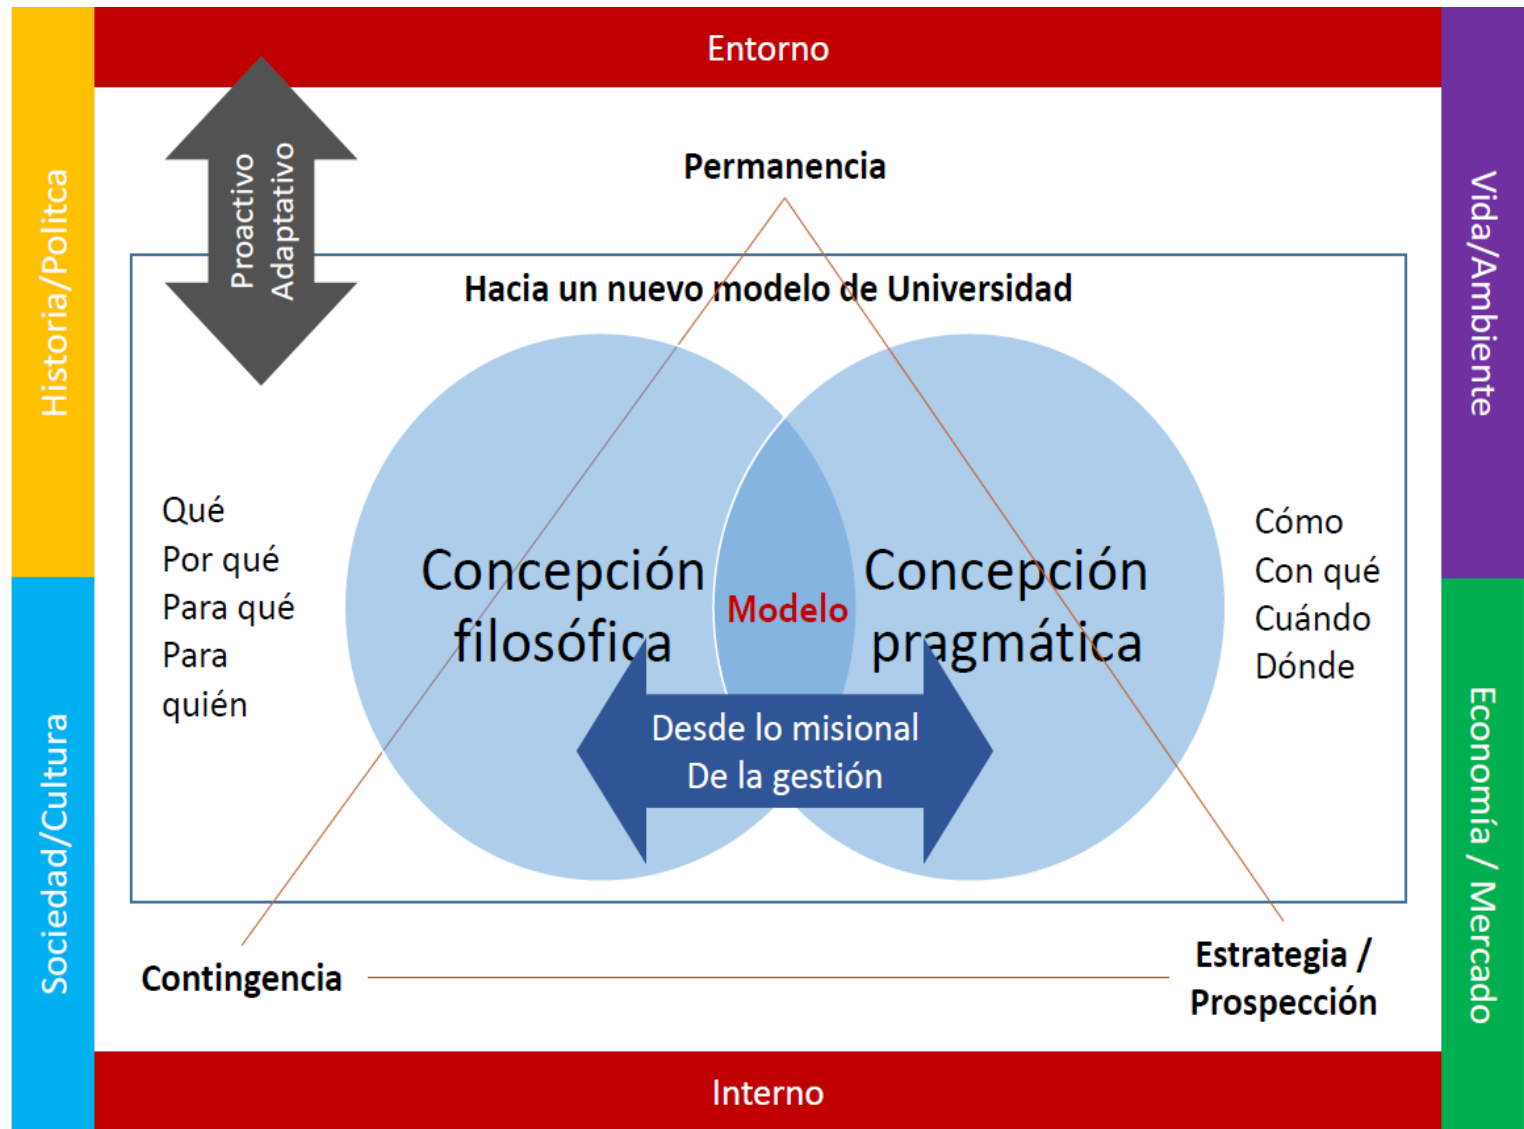 Entorno
Historia/Politca
Proactivo
Adaptativo
Permanencia
Vida/Ambiente
Hacia un nuevo modelo de Universidad
Qué
Por qué
Para qué
Para
quién
Concepción
filosófica
Modelo
Concepción
pragmática
Cómo
Con qué
Cuándo
Dónde
Desde lo misional
De la gestión
Sociedad/Cultura
Economía / Mercado
Contingencia
Estrategia /
Prospección
Interno